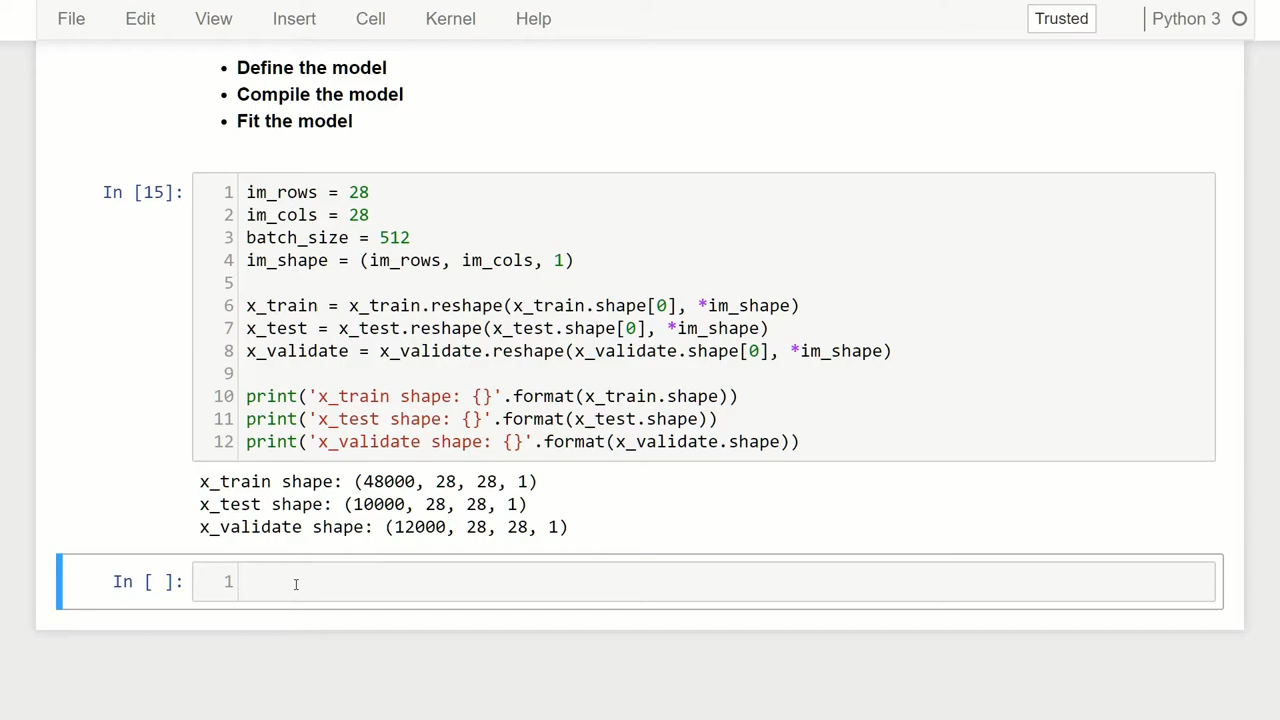 File Edit View Insert Cell Kernel Help Trusted Python 3
• Define the model
• Compile the model
• Fit the model
In [15]:
1 im_rows = 28
2 im_cols = 28
3 batch_size = 512
4 im_shape = (im_rows, im_cols, 1)
5
6 x_train = x_train.reshape(x_train.shape[0], *im_shape)
7 x_test = x_test.reshape(x_test.shape[0], *im_shape)
8 x_validate = x_validate.reshape(x_validate.shape[0], *im_shape)
9
10 print('x_train shape: {}'.format(x_train.shape))
11 print('x_test shape: {}'.format(x_test.shape))
12 print('x_validate shape: {}'.format(x_validate.shape))
x_train shape: (48000, 28, 28, 1)
x_test shape: (10000, 28, 28, 1)
x_validate shape: (12000, 28, 28, 1)
In [ ]: 1